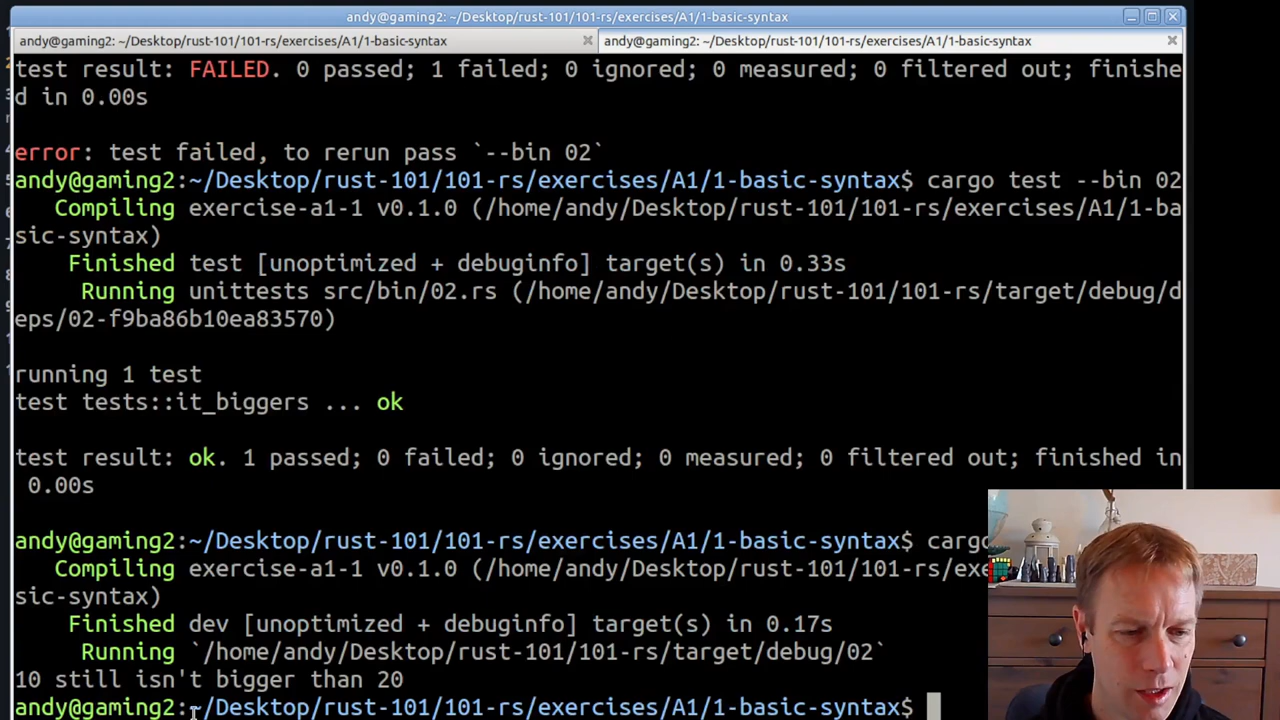 andy@gaming2: ~/Desktop/rust-101/101-rs/exercises/A1/1-basic-syntax
andy@gaming2: ~/Desktop/rust-101/101-rs/exercises/A1/1-basic-syntax
andy@gaming2: ~/Desktop/rust-101/101-rs/exercises/A1/1-basic-syntax
test result: FAILED. 0 passed; 1 failed; 0 ignored; 0 measured; 0 filtered out; finishe
d in 0.00s
error: test failed, to rerun pass `--bin 02`
andy@gaming2:~/Desktop/rust-101/101-rs/exercises/A1/1-basic-syntax$ cargo test --bin 02
Compiling exercise-a1-1 v0.1.0 (/home/andy/Desktop/rust-101/101-rs/exercises/A1/1-ba
sic-syntax)
Finished test [unoptimized + debuginfo] target(s) in 0.33s
Running unittests src/bin/02.rs (/home/andy/Desktop/rust-101/101-rs/target/debug/d
eps/02-f9ba86b10ea83570)
running 1 test
test tests::it_biggers ... ok
test result: ok. 1 passed; 0 failed; 0 ignored; 0 measured; 0 filtered out; finished in
0.00s
andy@gaming2:~/Desktop/rust-101/101-rs/exercises/A1/1-basic-syntax$
Compiling exercise-a1-1 v0.1.0 (/home/andy/Desktop/rust-101/101-rs/
sic-syntax)
Finished dev [unoptimized + debuginfo] target(s) in 0.17s
Running `/home/andy/Desktop/rust-101/101-rs/target/debug/02`
10 still isn't bigger than 20
andy@gaming2:~/Desktop/rust-101/101-rs/exercises/A1/1-basic-syntax$